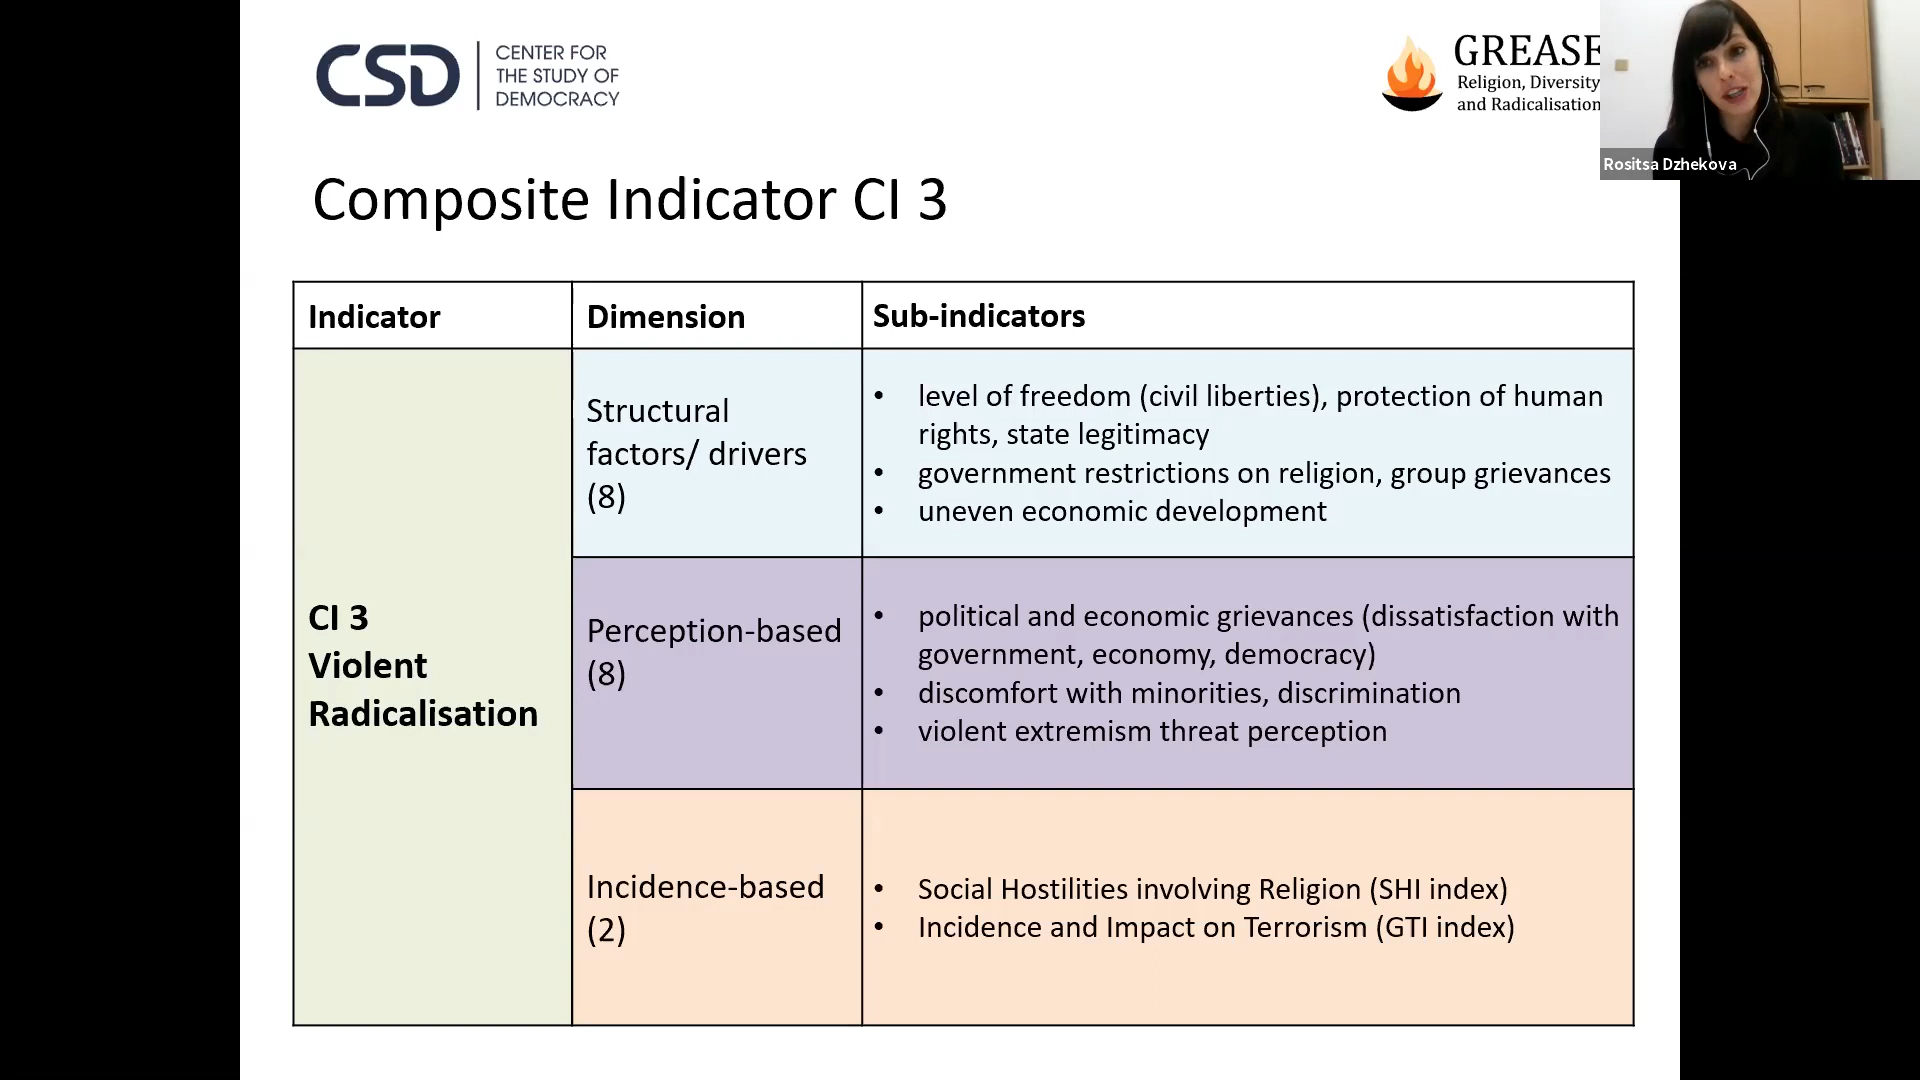 CSD
CENTER FOR
THE STUDY OF
DEMOCRACY
GREASE
Religion, Diversity
and Radicalisation
Rositsa Dzhekova
Composite Indicator CI 3
Indicator
Dimension
Sub-indicators
CI 3
Violent
Radicalisation
Structural
factors/ drivers
(8)
• level of freedom (civil liberties), protection of human
rights, state legitimacy
• government restrictions on religion, group grievances
• uneven economic development
Perception-based
(8)
• political and economic grievances (dissatisfaction with
government, economy, democracy)
• discomfort with minorities, discrimination
• violent extremism threat perception
Incidence-based
(2)
• Social Hostilities involving Religion (SHI index)
• Incidence and Impact on Terrorism (GTI index)